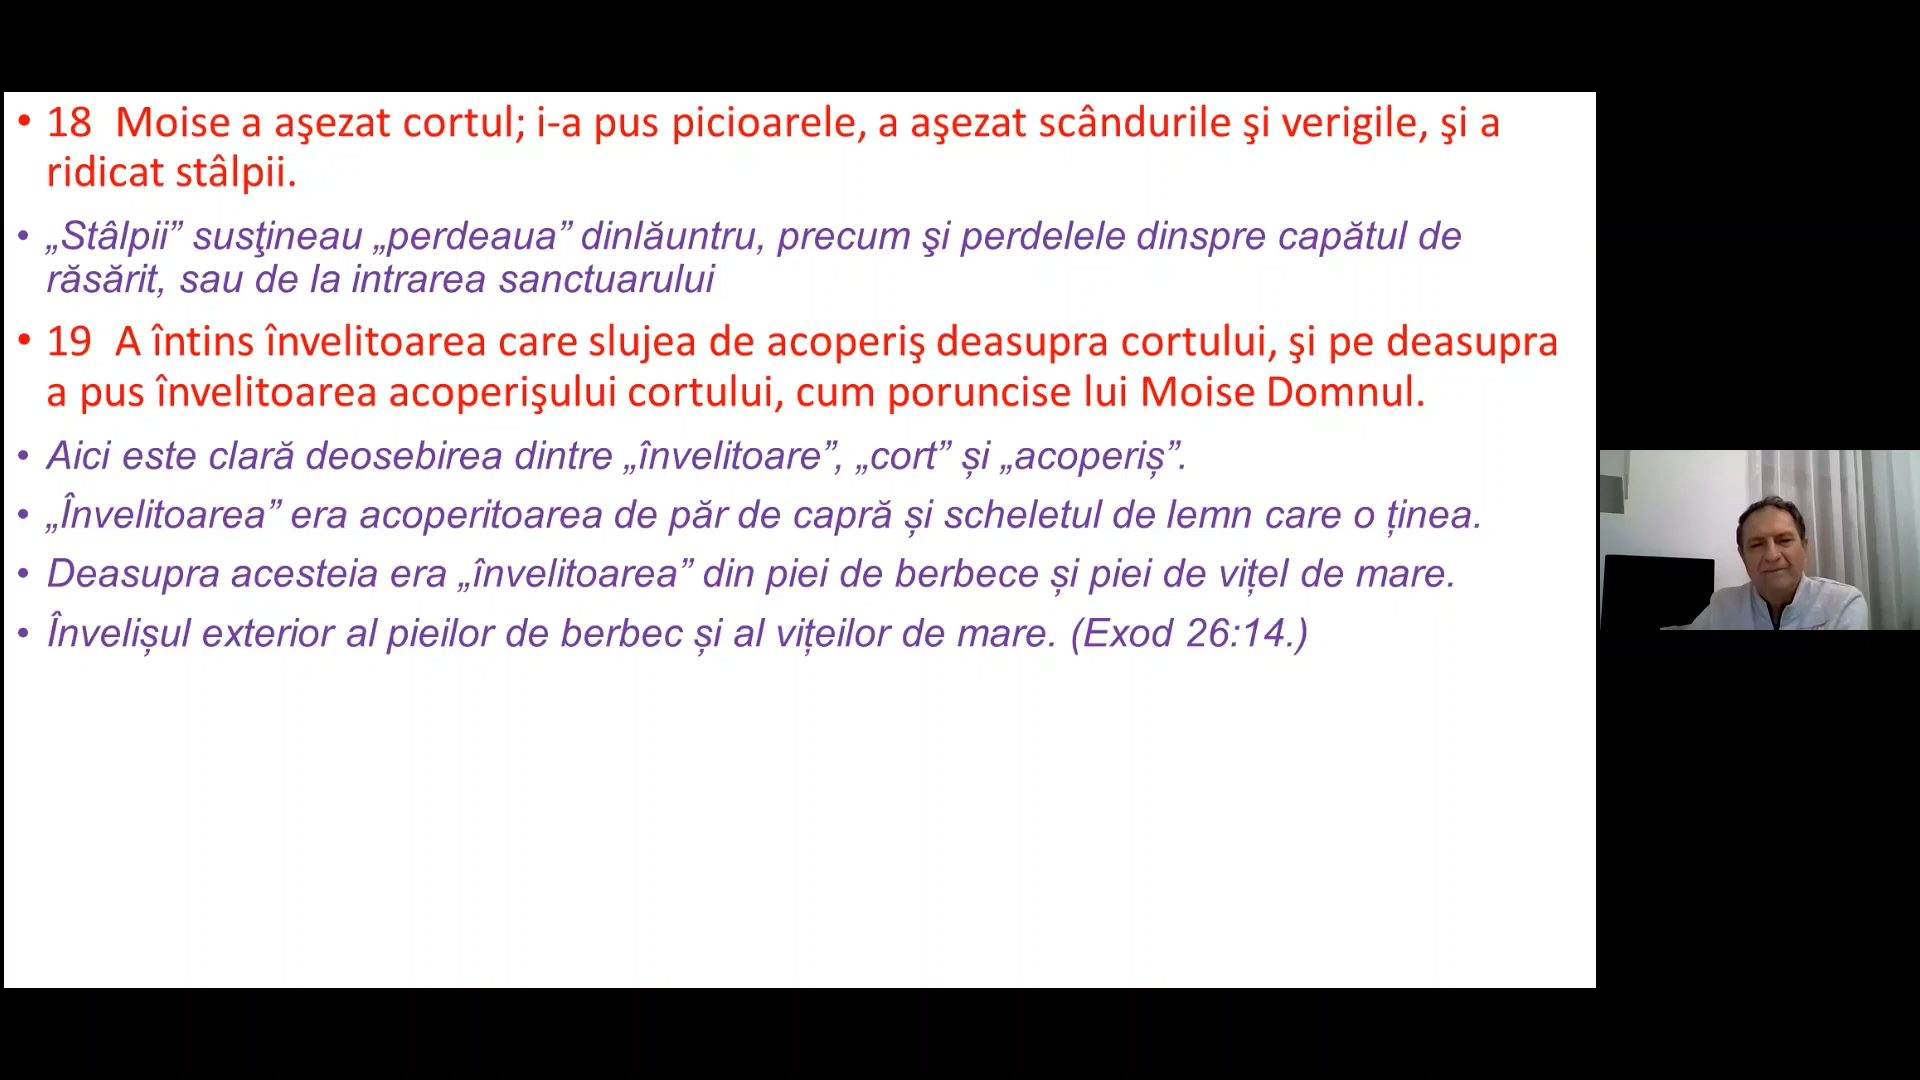 • 18  Moise a aşezat cortul; i-a pus picioarele, a aşezat scândurile şi verigile, şi a
ridicat stâlpii.
• „Stâlpii” susţineau „perdeaua” dinlăuntru, precum şi perdelele dinspre capătul de
răsărit, sau de la intrarea sanctuarului
• 19  A întins învelitoarea care slujea de acoperiş deasupra cortului, şi pe deasupra
a pus învelitoarea acoperişului cortului, cum poruncise lui Moise Domnul.
• Aici este clară deosebirea dintre „învelitoare”, „cort” și „acoperiș”.
• „Învelitoarea” era acoperitoarea de păr de capră și scheletul de lemn care o ținea.
• Deasupra acesteia era „învelitoarea” din piei de berbece și piei de vițel de mare.
• Învelișul exterior al pieilor de berbec și al vițeilor de mare. (Exod 26:14.)